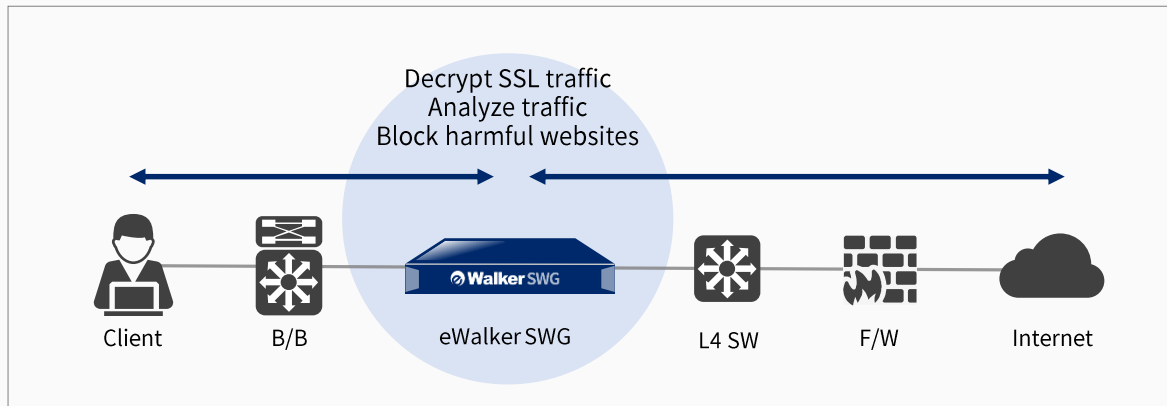 Decrypt SSL traffic
Analyze traffic
Block harmful websites
eWalker SWG
Client
B/B
eWalker SWG
L4 SW
F/W
Internet